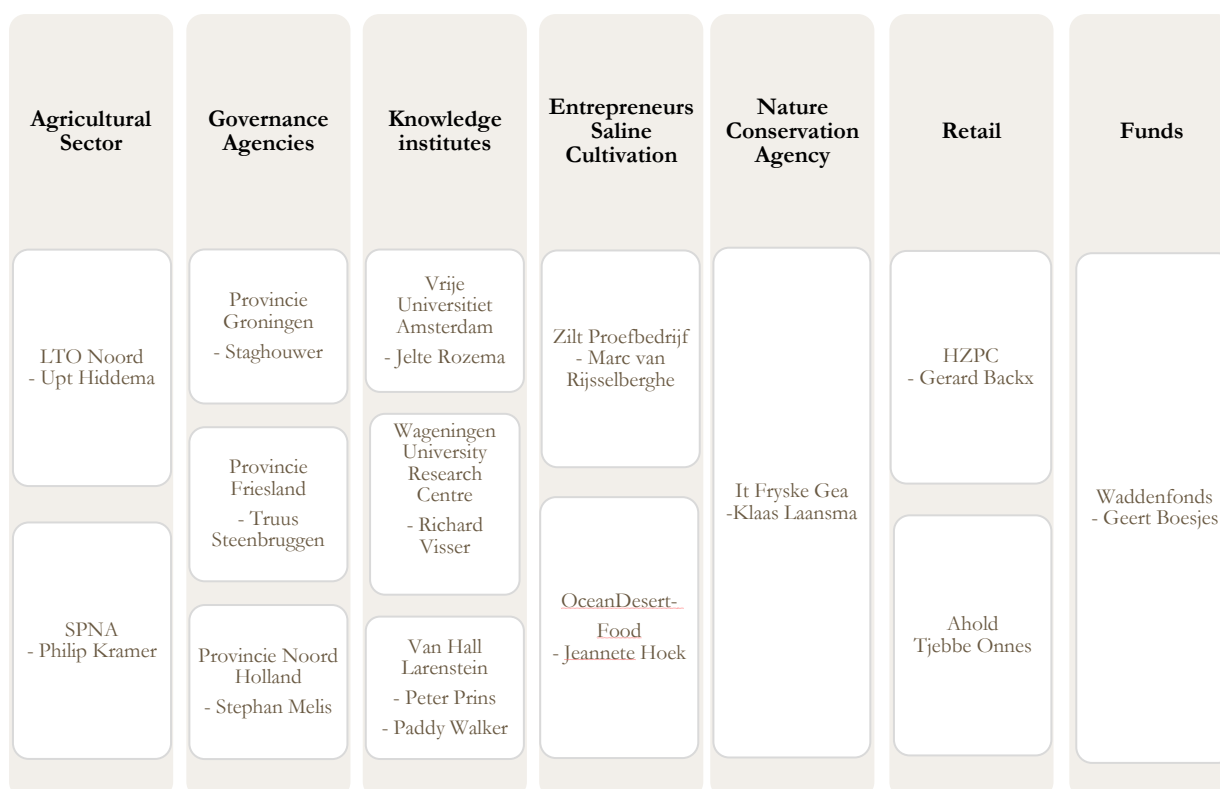 Agricultural
Sector
LTO Noord
- Upt Hiddema
SPNA
- Philip Kramer
Governance
Agencies
Provincie
Groningen
- Staghouwer
Provincie
Friesland
- Truus
Steenbruggen
Provincie Noord
Holland
- Stephan Melis
Knowledge
institutes
Vrije
Universitiet
Amsterdam
- Jelte Rozema
Wageningen
University
Research
Centre
- Richard
Visser
Van Hall
Larenstein
- Peter Prins
- Paddy Walker
Entrepreneurs
Saline
Cultivation
Zilt Proefbedrijf
- Marc van
Rijsselberghe
OceanDesert-
Food
- Jeannete Hoek
Nature
Conservation
Agency
It Fryske Gea
-Klaas Laansma
Retail
HZPC
- Gerard Backx
Ahold
Tjebbe Onnes
Funds
Waddenfonds
- Geert Boesjes